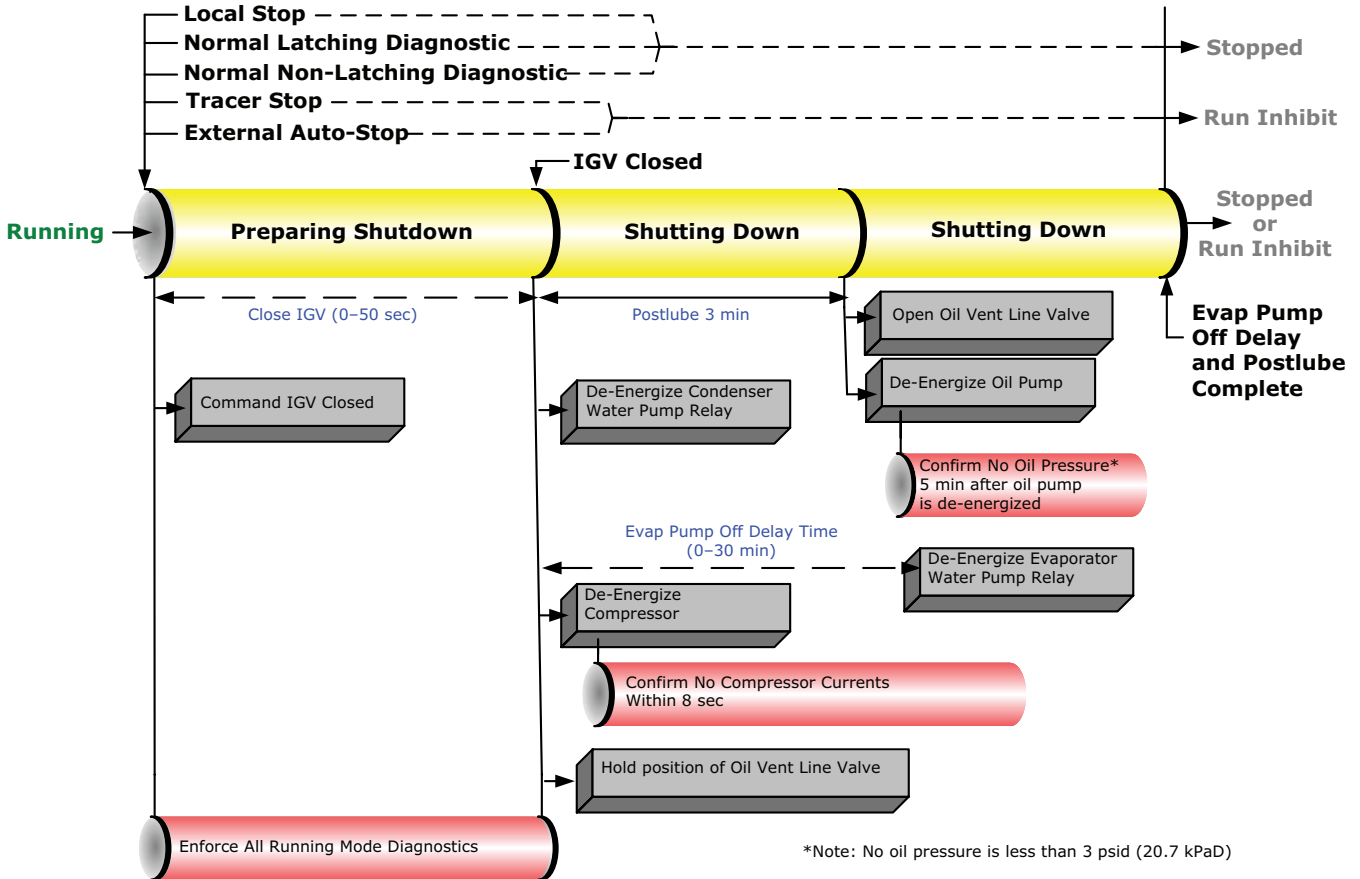 Local Stop
Normal Latching Diagnostic
Stopped
Normal Non-Latching Diagnostic
Tracer Stop
Run Inhibit
External Auto-Stop
IGV Closed
Running
Preparing Shutdown
Shutting Down
Shutting Down
Stopped
or
Run Inhibit
Close IGV (0–50 sec)
Postlube 3 min
Open Oil Vent Line Valve
Evap Pump
Off Delay
and Postlube
Complete
Command IGV Closed
De-Energize Condenser
Water Pump Relay
De-Energize Oil Pump
Confirm No Oil Pressure*
5 min after oil pump
is de-energized
Evap Pump Off Delay Time
(0–30 min)
De-Energize Evaporator
Water Pump Relay
De-Energize
Compressor
Confirm No Compressor Currents
Within 8 sec
Hold position of Oil Vent Line Valve
Enforce All Running Mode Diagnostics
*Note: No oil pressure is less than 3 psid (20.7 kPaD)